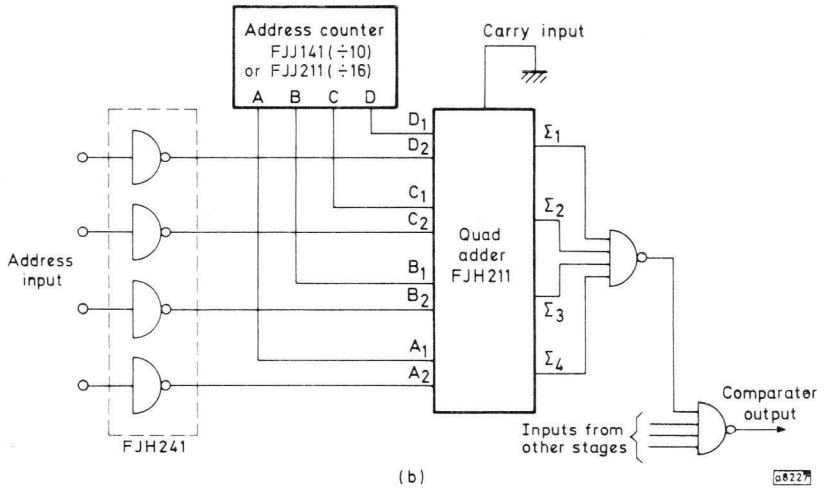 Address counter
FJJ141 (÷10)
or FJJ211 (÷16)
A B C D
Carry input
D1
D2
C1
C2
B1
B2
A1
A2
Address
input
FJH241
Quad
adder
FJH211
Σ1
Σ2
Σ3
Σ4
Comparator
output
Inputs from
other stages
(b)
a8227